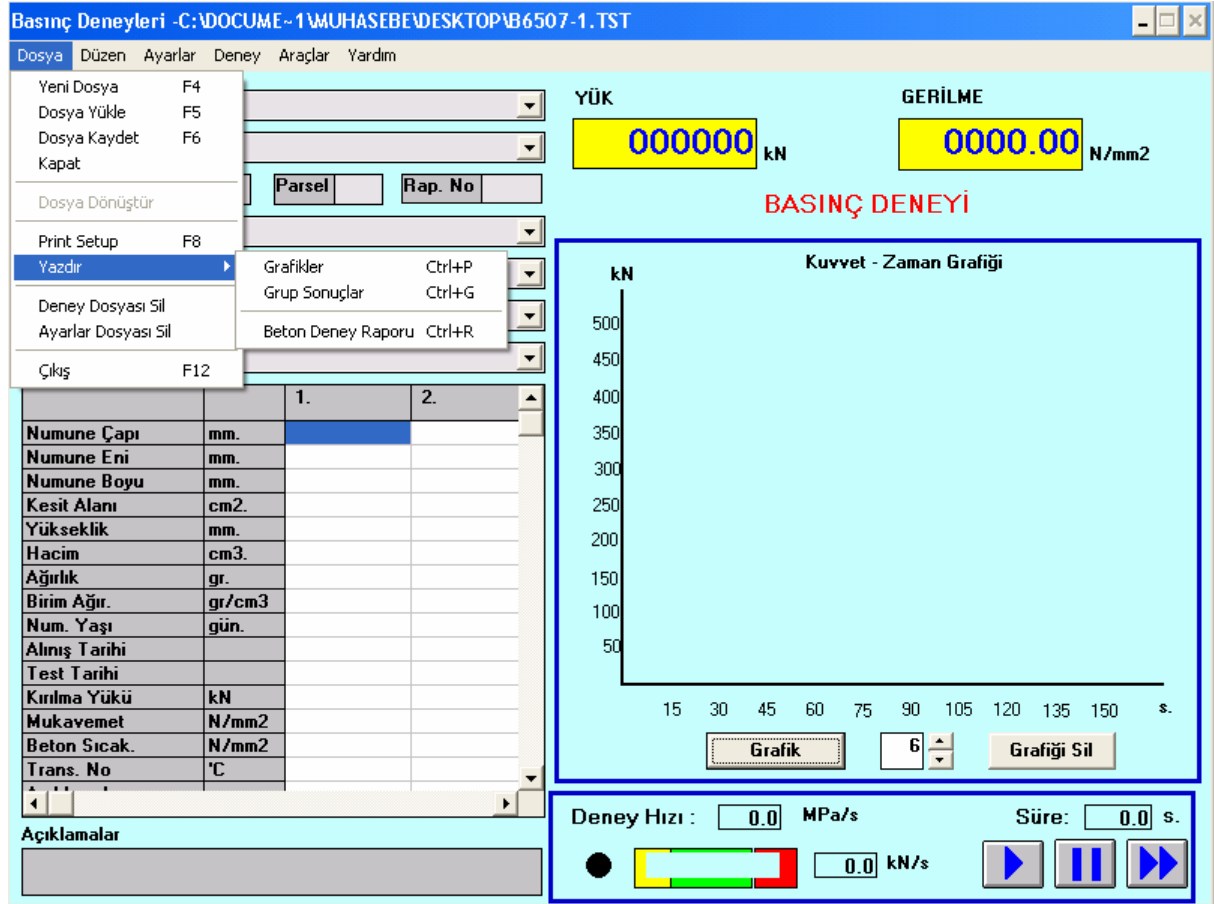 Basınç Deneyleri -C:\DOCUME~1\MUHASEBE\DESKTOP\B6507-1.TST
Dosya Düzen Ayarlar Deney Araçlar Yardım
Yeni Dosya F4
Dosya Yükle F5
Dosya Kaydet F6
Kapat
Dosya Dönüştür
Print Setup F8
Yazdır
Deney Dosyası Sil
Ayarlar Dosyası Sil
Çıkış F12
Grafikler Ctrl+P
Grup Sonuçlar Ctrl+G
Beton Deney Raporu Ctrl+R
Parsel
Rap. No
1. 2.
Numune Çapı mm.
Numune Eni mm.
Numune Boyu mm.
Kesit Alanı cm2.
Yükseklik mm.
Hacim cm3.
Ağırlık gr.
Birim Ağır. gr/cm3
Num. Yaşı gün.
Alınış Tarihi
Test Tarihi
Kırılma Yükü kN
Mukavemet N/mm2
Beton Sıcak. N/mm2
Trans. No 'C
Açıklamalar
YÜK
000000 kN
GERİLME
0000.00 N/mm2
BASINÇ DENEYİ
Kuvvet - Zaman Grafiği
kN
500
450
400
350
300
250
200
150
100
50
15 30 45 60 75 90 105 120 135 150 s.
Grafik 6 Grafiği Sil
Deney Hızı : 0.0 MPa/s Süre: 0.0 s.
0.0 kN/s